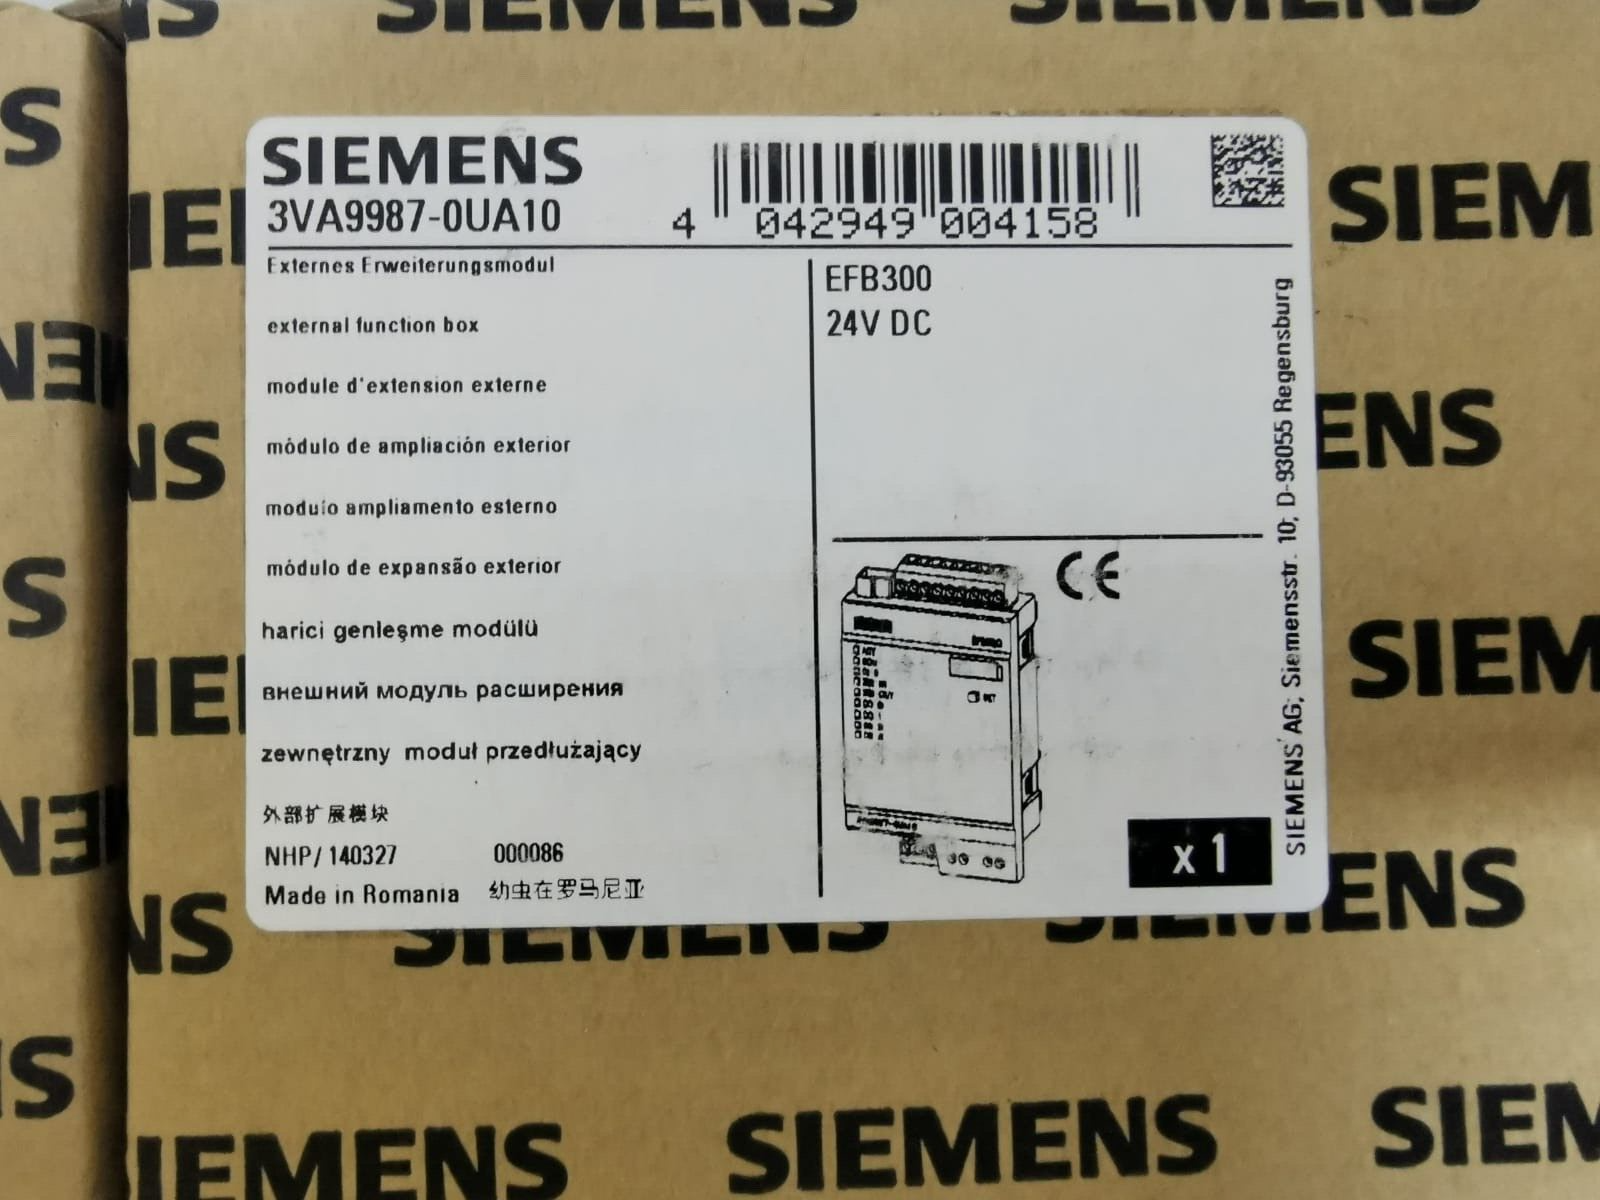 SIEMENS
3VA9987-0UA10
4 042949 004158
Externes Erweiterungsmodul
external function box
module d'extension externe
módulo de ampliación exterior
modulo ampliamento esterno
módulo de expansão exterior
harici genleşme modülü
внешний модуль расширения
zewnętrzny moduł przedłużający
外部扩展模块
NHP/ 140327 000086
Made in Romania 幼虫在罗马尼亚
EFB300
24V DC
CE
x 1
SIEMENS AG; Siemensstr. 10; D-93055 Regensburg
SIEMENS
SIEMENS
SIEMENS
SIEMENS
SIEMENS